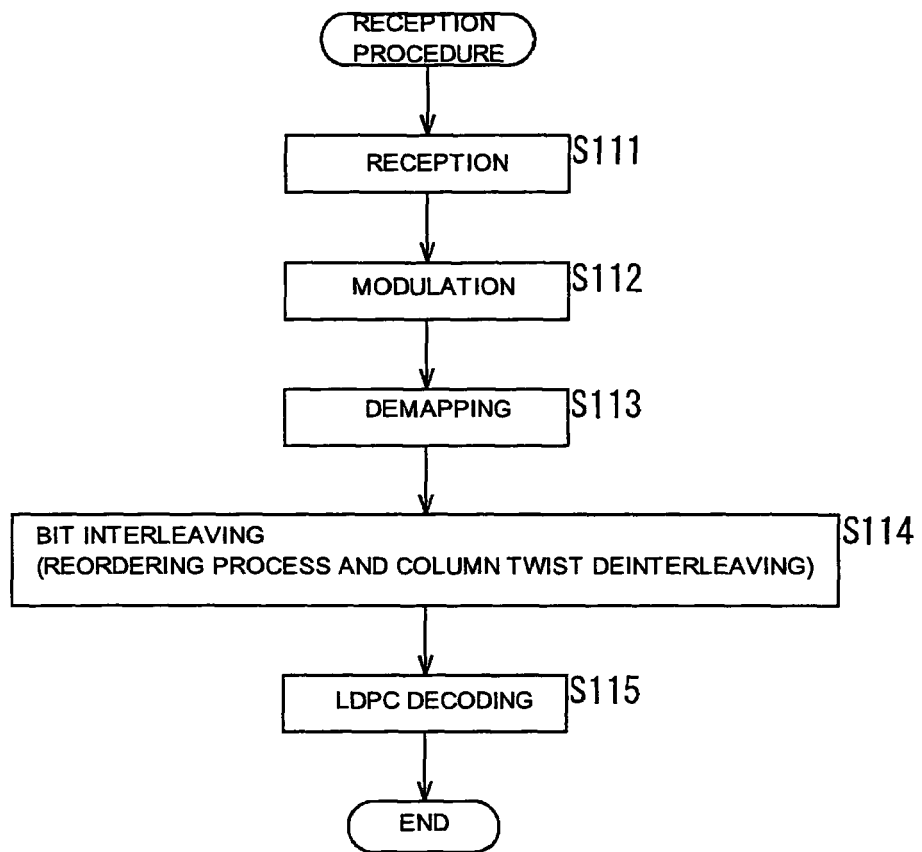 RECEPTION
PROCEDURE
RECEPTION
S111
MODULATION
S112
DEMAPPING
S113
BIT INTERLEAVING
(REORDERING PROCESS AND COLUMN TWIST DEINTERLEAVING)
S114
LDPC DECODING
S115
END